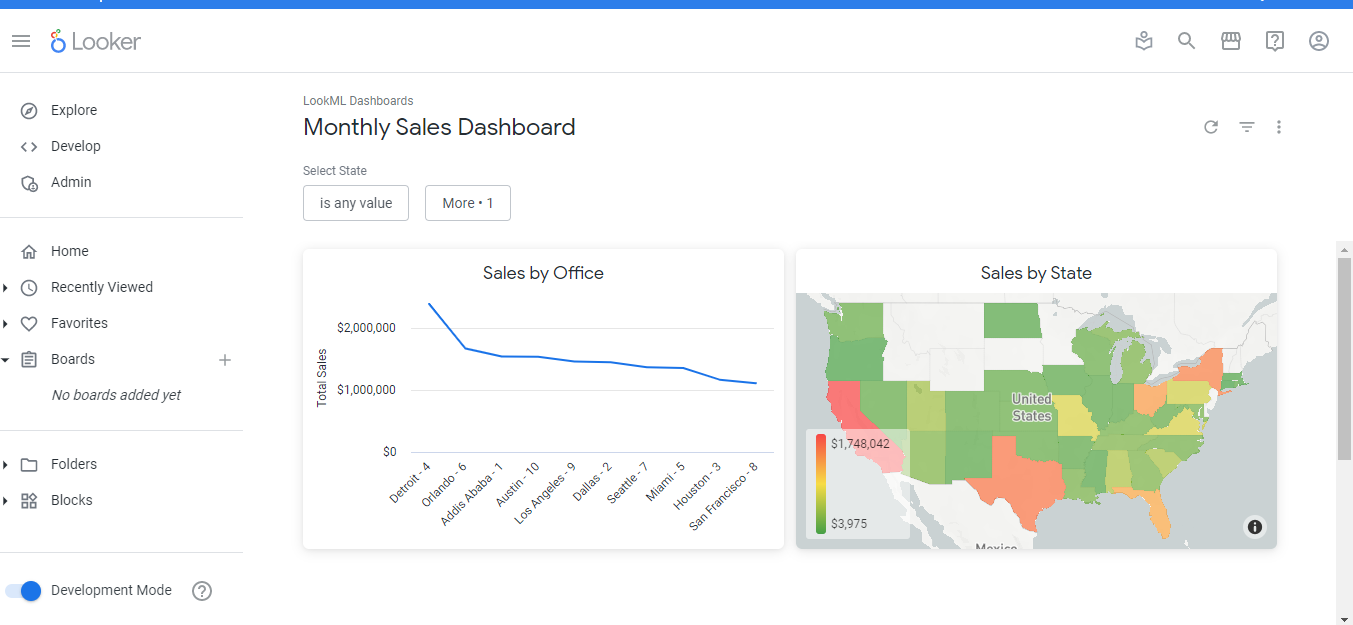 Looker
Explore
Develop
Admin
Home
Recently Viewed
Favorites
Boards
No boards added yet
Folders
Blocks
Development Mode
LookML Dashboards
Monthly Sales Dashboard
Select State
is any value
More • 1
Sales by Office
Total Sales
$2,000,000
$1,000,000
$0
Detroit - 4
Orlando - 6
Addis Ababa - 1
Austin - 10
Los Angeles - 9
Dallas - 2
Seattle - 7
Miami - 5
Houston - 3
San Francisco - 8
Sales by State
United
States
$1,748,042
$3,975
Mexico